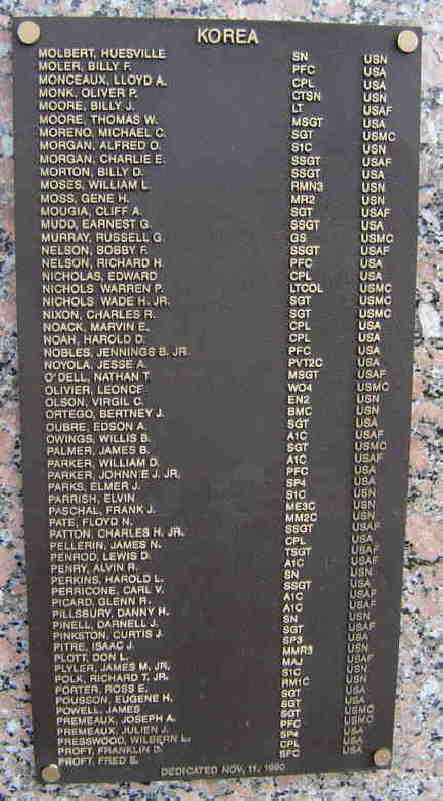 KOREA
MOLBERT, HUESVILLE SN USN
MOLER, BILLY F. PFC USA
MONCEAUX, LLOYD A. CPL USA
MONK, OLIVER P. CTSN USN
MOORE, BILLY J. LT USAF
MOORE, THOMAS W. MSGT USA
MORENO, MICHAEL C. SGT USMC
MORGAN, ALFRED O. S1C USN
MORGAN, CHARLIE E. SSGT USAF
MORTON, BILLY D. SSGT USA
MOSES, WILLIAM L. RMN3 USN
MOSS, GENE H. MR2 USN
MOUGIA, CLIFF A. SGT USAF
MUDD, EARNEST G. SSGT USA
MURRAY, RUSSELL G. GS USMC
NELSON, BOBBY F. SSGT USAF
NELSON, RICHARD H. PFC USA
NICHOLAS, EDWARD CPL USA
NICHOLS WARREN P. LTCOL USMC
NICHOLS WADE H. JR. SGT USMC
NIXON, CHARLES R. SGT USMC
NOACK, MARVIN E. CPL USA
NOAH, HAROLD D. CPL USA
NOBLES, JENNINGS B. JR. PFC USA
NOYOLA, JESSE A. PVT2C USA
O'DELL, NATHAN T. MSGT USAF
OLIVIER, LEONCE WO4 USMC
OLSON, VIRGIL C. EN2 USN
ORTEGO, BERTNEY J. BMC USN
OUBRE, EDSON A. SGT USA
OWINGS, WILLIS B. A1C USAF
PALMER, JAMES B. SGT USMC
PARKER, WILLIAM D. A1C USAF
PARKER, JOHNNIE J. JR. PFC USA
PARKS, ELMER J. SP4 USA
PARRISH, ELVIN S1C USN
PASCHAL, FRANK J. ME3C USN
PATE, FLOYD N. MM2C USN
PATTON, CHARLES H. JR. SSGT USAF
PELLERIN, JAMES N. CPL USA
PENROD, LEWIS D. TSGT USAF
PENRY, ALVIN R. A1C USAF
PERKINS, HAROLD L. SN USN
PERRICONE, CARL V. SSGT USA
PICARD, GLENN R. A1C USAF
PILLSBURY, DANNY H. A1C USAF
PINELL, DARNELL J. SN USN
PINKSTON, CURTIS J. SGT USAF
PITRE, ISAAC J. SP3 USA
PLOTT, DON L. MMR3 USN
PLYLER, JAMES M. JR. MAJ USAF
POLK, RICHARD T. JR. S1C USN
PORTER, ROSS E. RM1C USN
POUSSON, EUGENE H. SGT USA
POWELL, JAMES SGT USA
PREMEAUX, JOSEPH A. SGT USMC
PREMEAUX, JULIEN J. PFC USMC
PRESSWOOD, WILBERN L. SP4 USA
PROFT, FRANKLIN D. CPL USA
PROFT, FRED E. SFC USA
DEDICATED NOV. 11, 1990